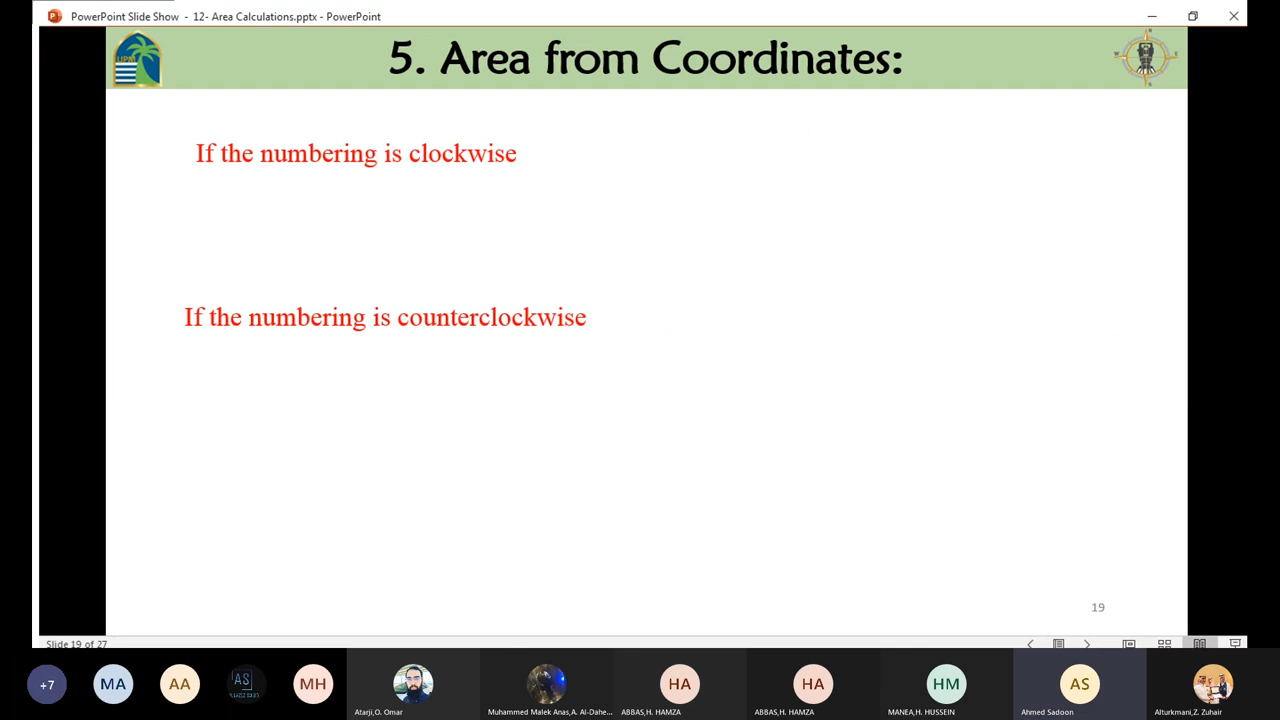 PowerPoint Slide Show - 12- Area Calculations.pptx - PowerPoint
UPM
5. Area from Coordinates:
If the numbering is clockwise
If the numbering is counterclockwise
19
Slide 19 of 27
+7
MA
AA
AS
MH
HA
HA
HM
AS
Atarji,O. Omar
Muhammed Malek Anas,A. Al-Dahe...
ABBAS,H. HAMZA
ABBAS,H. HAMZA
MANEA,H. HUSSEIN
Ahmed Sadoon
Alturkmani,Z. Zuhair